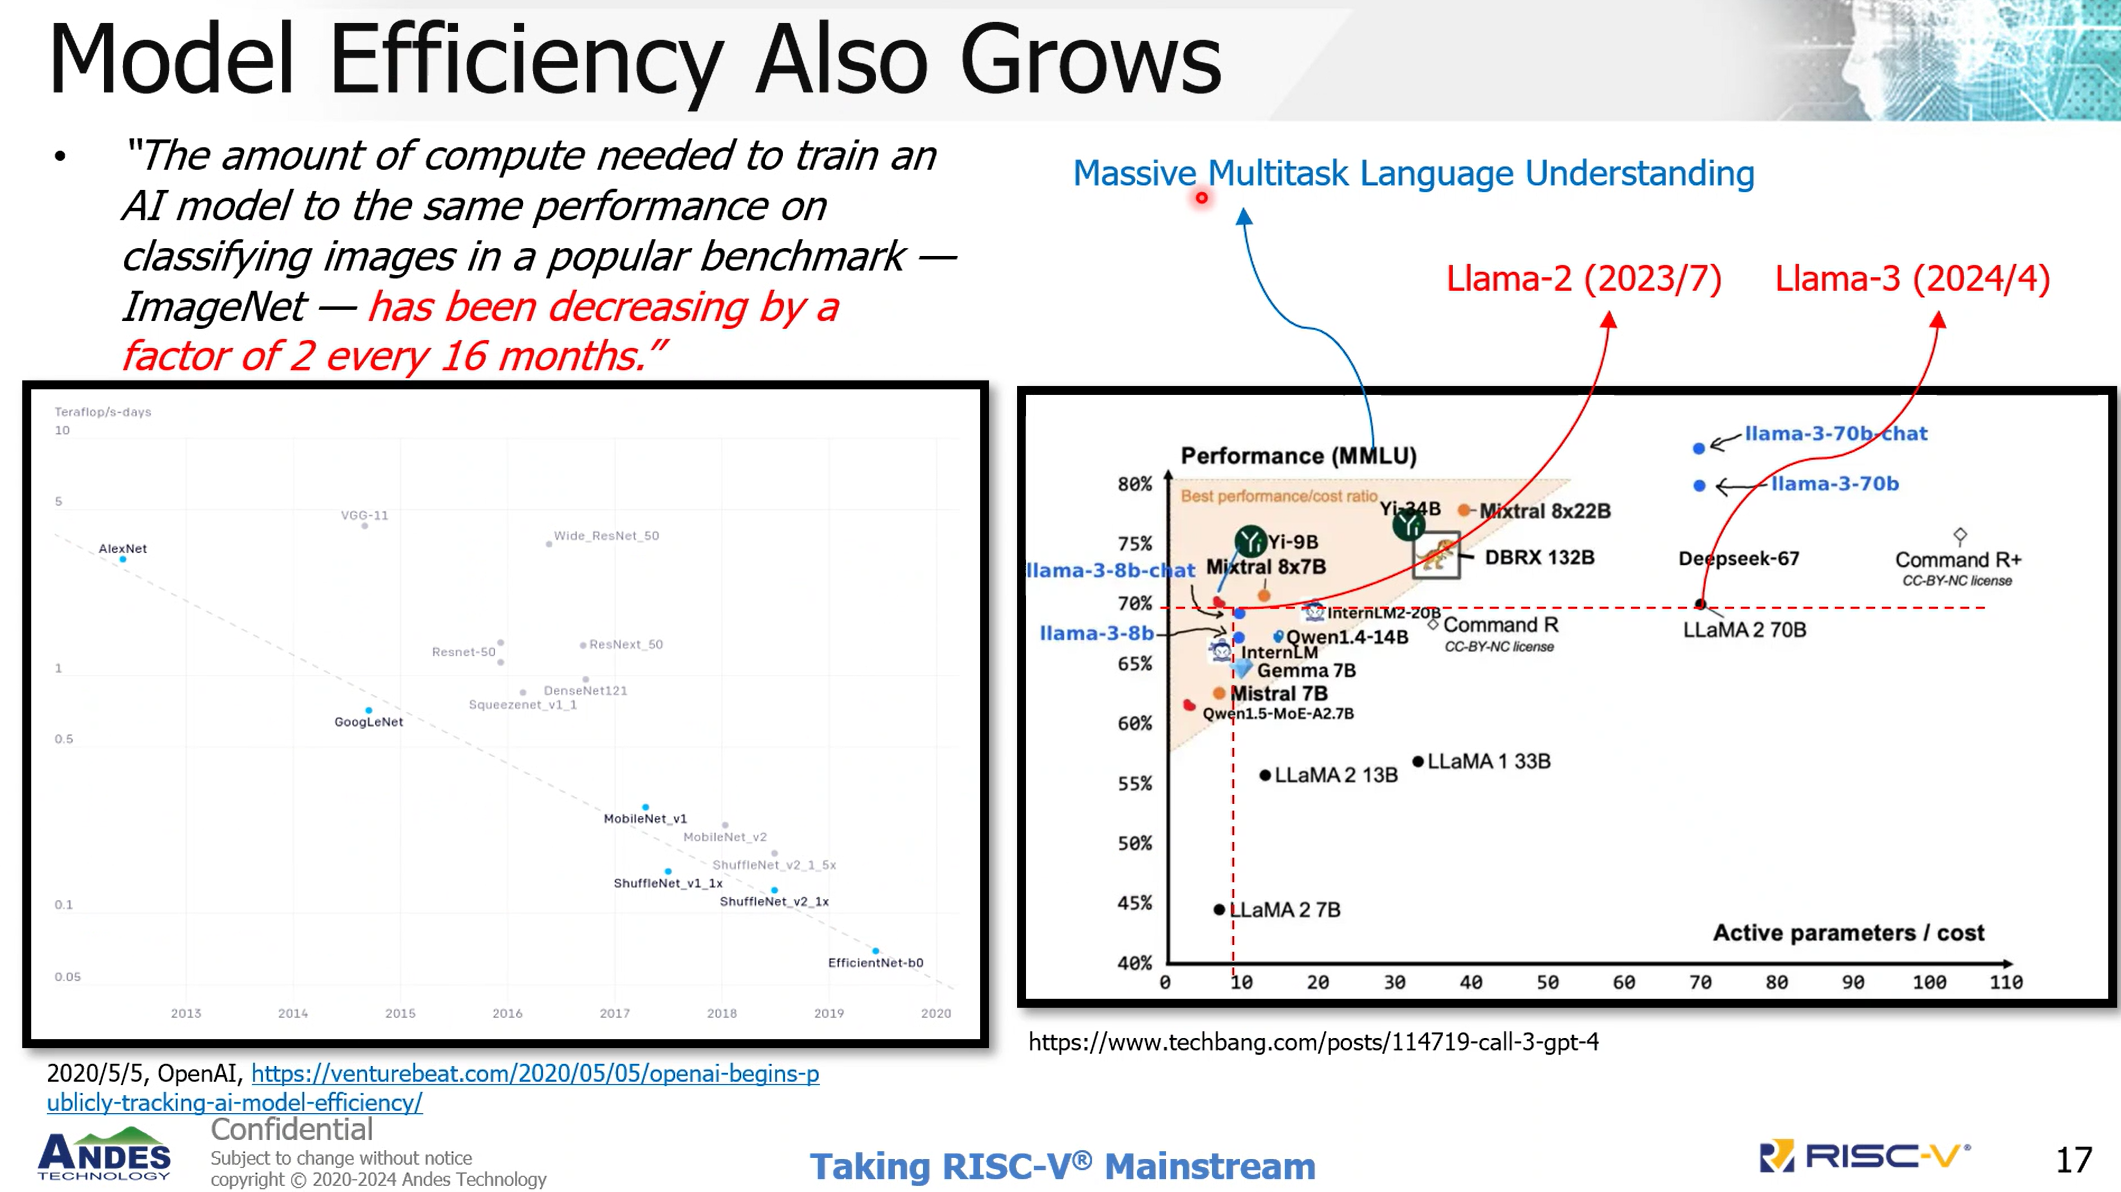 Model Efficiency Also Grows
• “The amount of compute needed to train an
AI model to the same performance on
classifying images in a popular benchmark —
ImageNet — has been decreasing by a
factor of 2 every 16 months.”
Massive Multitask Language Understanding
Llama-2 (2023/7) Llama-3 (2024/4)
Teraflop/s-days
10
5
1
0.5
0.1
0.05
AlexNet
VGG-11
Wide_ResNet_50
Resnet-50
ResNext_50
DenseNet121
Squeezenet_v1_1
GoogLeNet
MobileNet_v1
MobileNet_v2
ShuffleNet_v2_1_5x
ShuffleNet_v1_1x
ShuffleNet_v2_1x
EfficientNet-b0
2013 2014 2015 2016 2017 2018 2019 2020
2020/5/5, OpenAI, https://venturebeat.com/2020/05/05/openai-begins-p
ublicly-tracking-ai-model-efficiency/
Performance (MMLU)
Best performance/cost ratio
80%
75%
70%
65%
60%
55%
50%
45%
40%
llama-3-70b-chat
llama-3-70b
Yi-34B
Mixtral 8x22B
Yi
Yi
Yi-9B
DBRX 132B
Deepseek-67
Command R+
CC-BY-NC license
llama-3-8b-chat
Mixtral 8x7B
InternLM2-20B
Command R
CC-BY-NC license
LLaMA 2 70B
llama-3-8b
Qwen1.4-14B
InternLM
Gemma 7B
Mistral 7B
Qwen1.5-MoE-A2.7B
LLaMA 2 13B
LLaMA 1 33B
LLaMA 2 7B
Active parameters / cost
0 10 20 30 40 50 60 70 80 90 100 110
https://www.techbang.com/posts/114719-call-3-gpt-4
ANDES
TECHNOLOGY
Confidential
Subject to change without notice
copyright © 2020-2024 Andes Technology
Taking RISC-V® Mainstream
RISC-V®
17